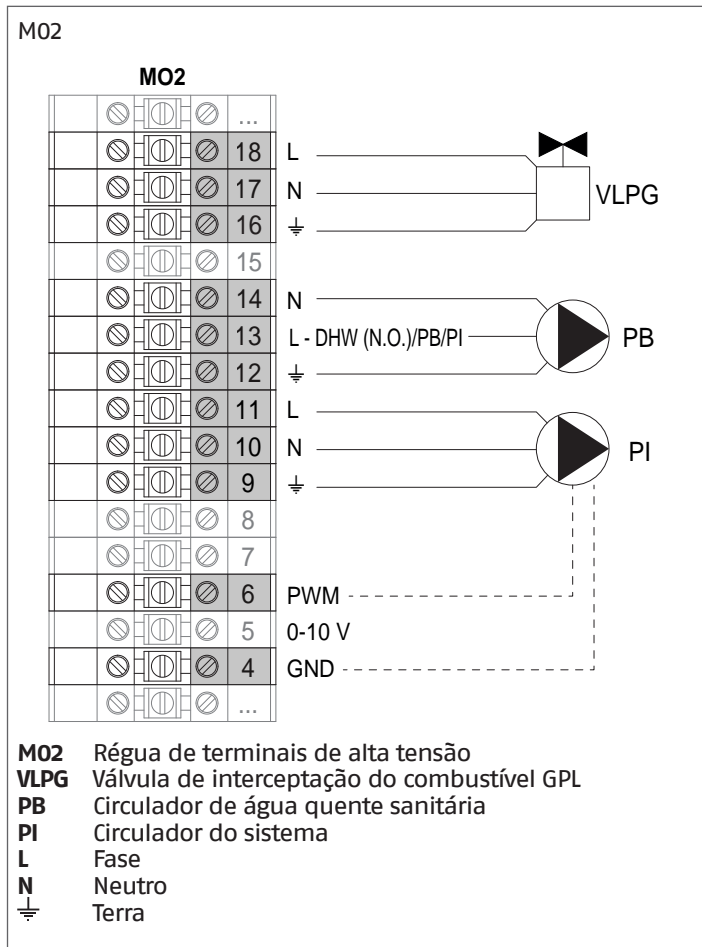 M02
MO2
...
18 L
17 N VLPG
16 ⏚
15
14 N
13 L - DHW (N.O.)/PB/PI PB
12 ⏚
11 L
10 N PI
9 ⏚
8
7
6 PWM
5 0-10 V
4 GND
...
M02 Régua de terminais de alta tensão
VLPG Válvula de interceptação do combustível GPL
PB Circulador de água quente sanitária
PI Circulador do sistema
L Fase
N Neutro
⏚ Terra